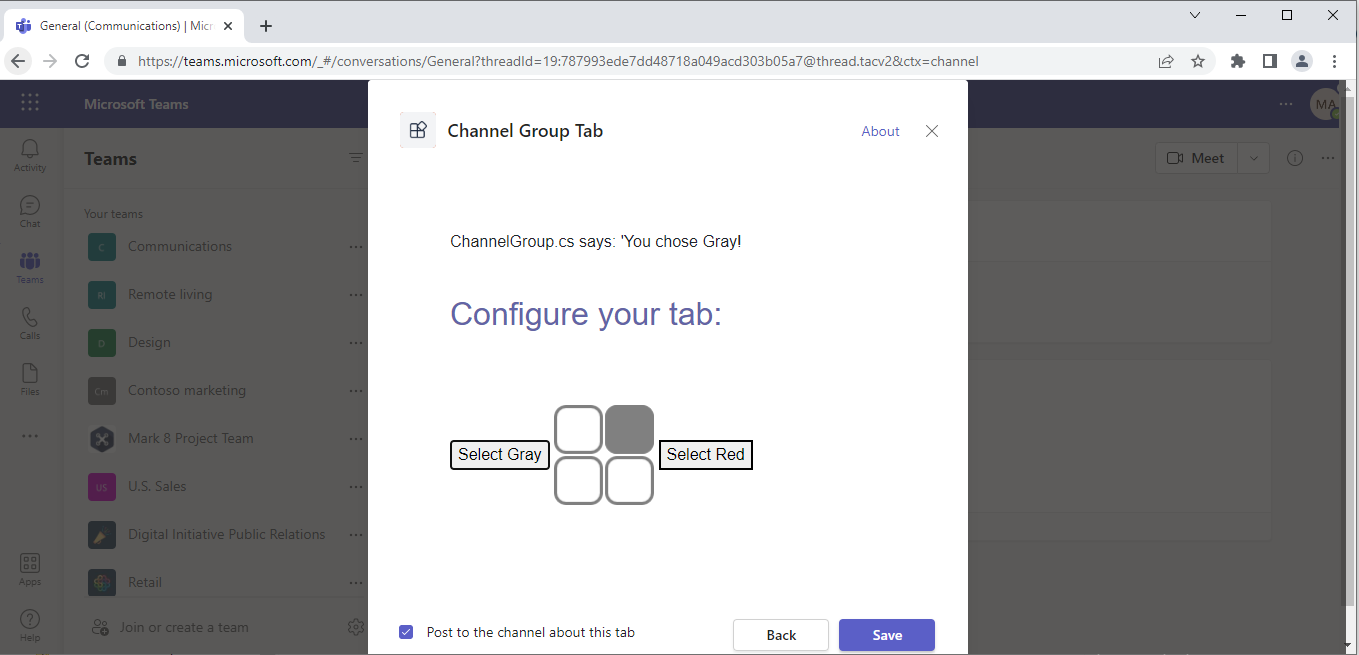 General (Communications) | Micr
https://teams.microsoft.com/_#/conversations/General?threadId=19:787993ede7dd48718a049acd303b05a7@thread.tacv2&ctx=channel
Microsoft Teams
MA
Activity
Chat
Teams
Calls
Files
Apps
Help
Teams
Your teams
C Communications
Rl Remote living
D Design
Cm Contoso marketing
Mark 8 Project Team
US U.S. Sales
Digital Initiative Public Relations
Retail
Join or create a team
Channel Group Tab
About
ChannelGroup.cs says: 'You chose Gray!
Configure your tab:
Select Gray
Select Red
Post to the channel about this tab
Back
Save
Meet